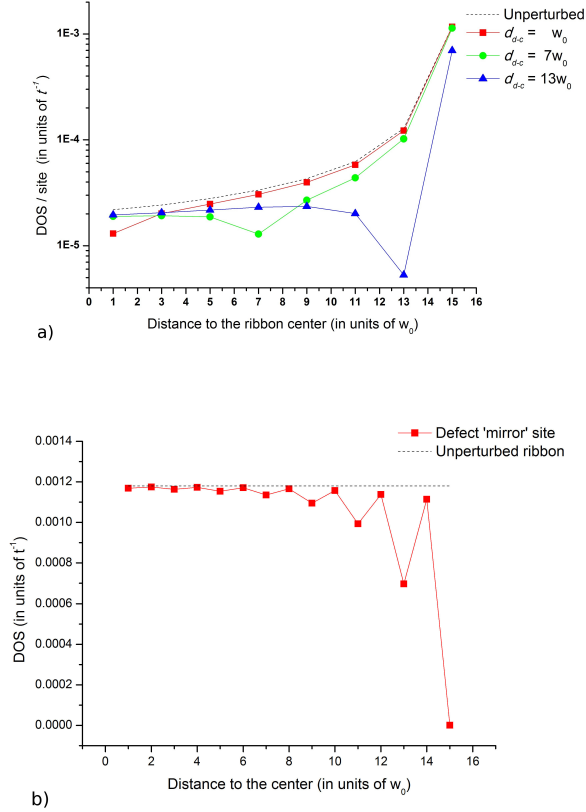 Unperturbed
d_d-c = w₀
d_d-c = 7w₀
d_d-c = 13w₀
DOS / site (in units of t⁻¹)
1E-3
1E-4
1E-5
0 1 2 3 4 5 6 7 8 9 10 11 12 13 14 15 16
Distance to the ribbon center (in units of w₀)
a)
Defect 'mirror' site
Unperturbed ribbon
DOS (in units of t⁻¹)
0.0014
0.0012
0.0010
0.0008
0.0006
0.0004
0.0002
0.0000
0 2 4 6 8 10 12 14 16
Distance to the center (in units of w₀)
b)